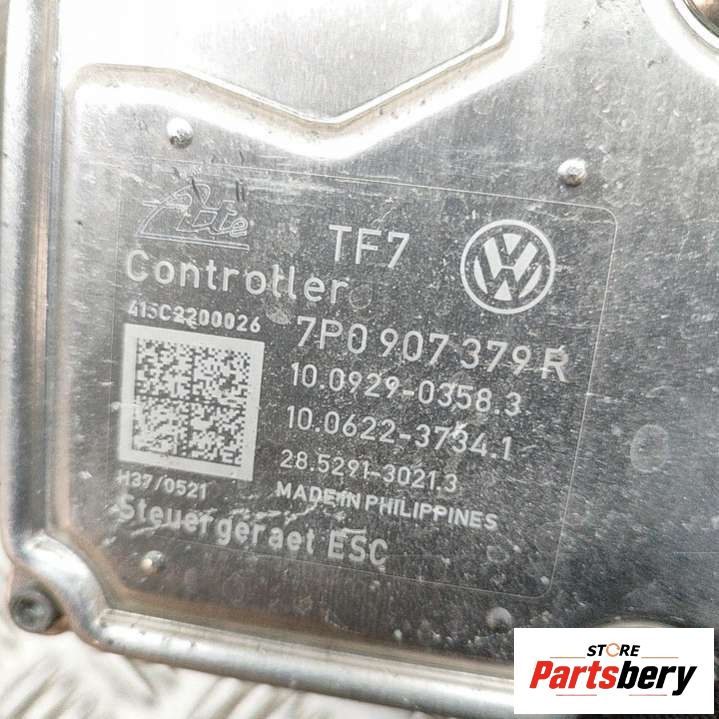 Ate
TF7
Controller
415C2200026
7P0 907 379R
10.0929-0358.3
10.0622-3734.1
28.5291-3021.3
H37/0521
MADE IN PHILIPPINES
Steuergeraet ESC
STORE
Partsbery